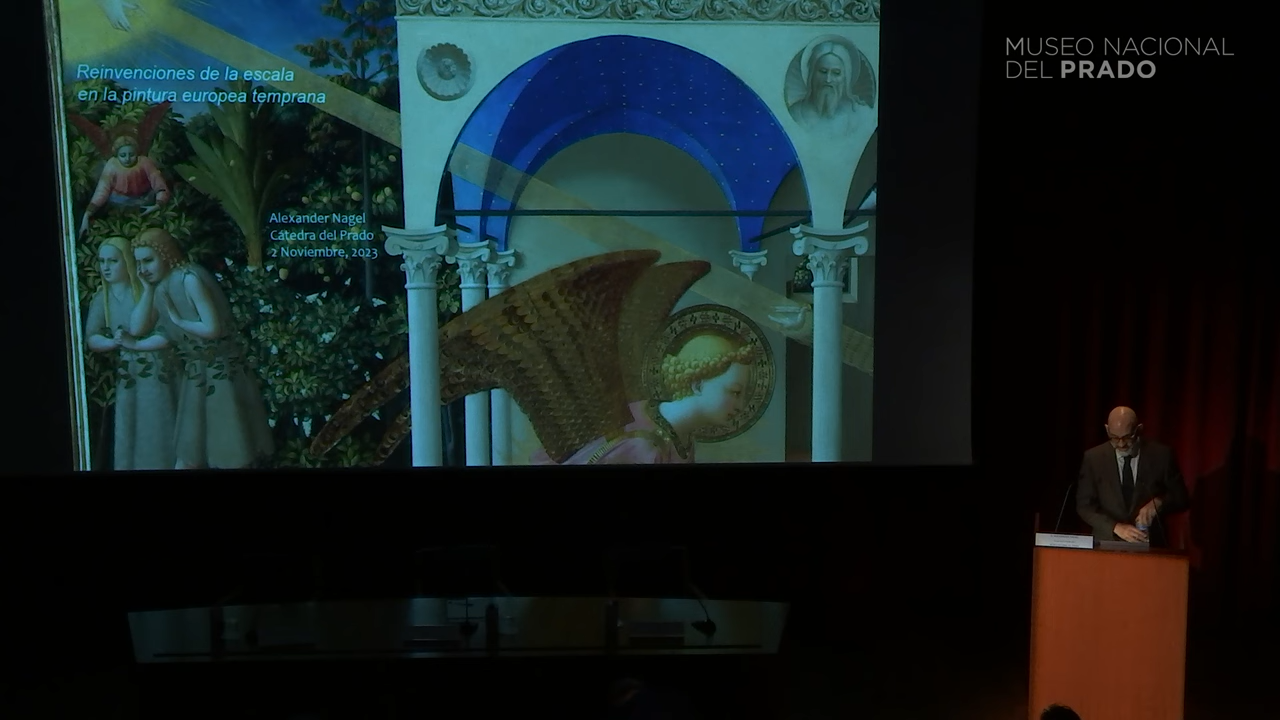 Reinvenciones de la escala
en la pintura europea temprana
Alexander Nagel
Cátedra del Prado
2 Noviembre, 2023
MUSEO NACIONAL
DEL PRADO